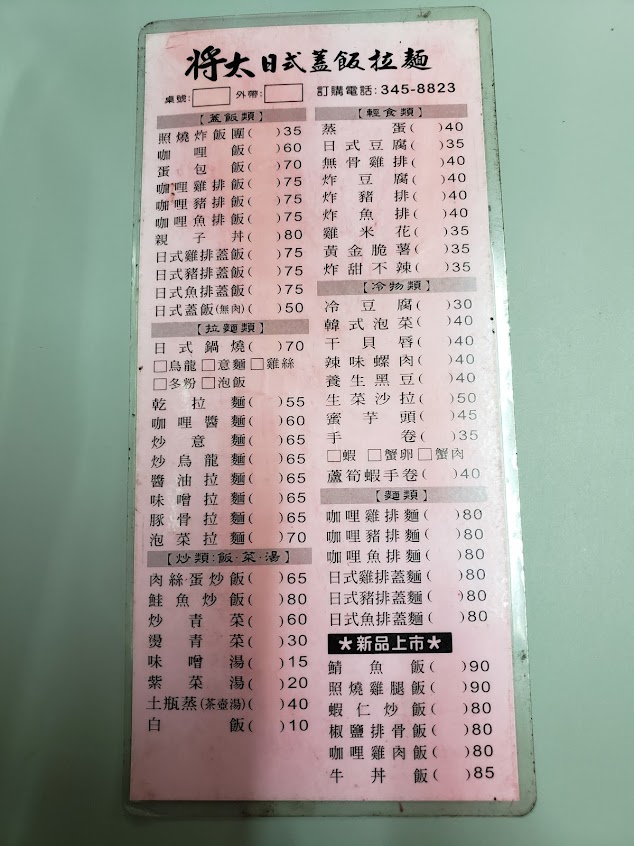 将太日式蓋飯拉麵
桌號: 外帶: 訂購電話:345-8823
【蓋飯類】
照燒炸飯團( )35
咖哩飯( )60
蛋包飯( )70
咖哩雞排飯( )75
咖哩豬排飯( )75
咖哩魚排飯( )75
親子丼( )80
日式雞排蓋飯( )75
日式豬排蓋飯( )75
日式魚排蓋飯( )75
日式蓋飯(無肉)( )50
【拉麵類】
日式鍋燒( )70
□烏龍□意麵□雞絲
□冬粉□泡飯
乾拉麵( )55
咖哩醬麵( )60
炒意麵( )65
炒烏龍麵( )65
醬油拉麵( )65
味噌拉麵( )65
豚骨拉麵( )65
泡菜拉麵( )70
【炒類:飯·菜·湯】
肉絲·蛋炒飯( )65
鮭魚炒飯( )80
炒青菜( )60
燙青菜( )30
味噌湯( )15
紫菜湯( )20
土瓶蒸(茶壺湯)( )40
白飯( )10
【輕食類】
蒸蛋( )40
日式豆腐( )35
無骨雞排( )40
炸豆腐( )40
炸豬排( )40
炸魚排( )40
雞米花( )35
黃金脆薯( )35
炸甜不辣( )35
【冷物類】
冷豆腐( )30
韓式泡菜( )40
干貝唇( )40
辣味螺肉( )40
養生黑豆( )40
生菜沙拉( )50
蜜芋頭( )45
手卷( )35
□蝦 □蟹卵□蟹肉
蘆筍蝦手卷( )40
【麵類】
咖哩雞排麵( )80
咖哩豬排麵( )80
咖哩魚排麵( )80
日式雞排蓋麵( )80
日式豬排蓋麵( )80
日式魚排蓋麵( )80
★新品上市★
鯖魚飯( )90
照燒雞腿飯( )90
蝦仁炒飯( )80
椒鹽排骨飯( )80
咖哩雞肉飯( )80
牛丼飯( )85